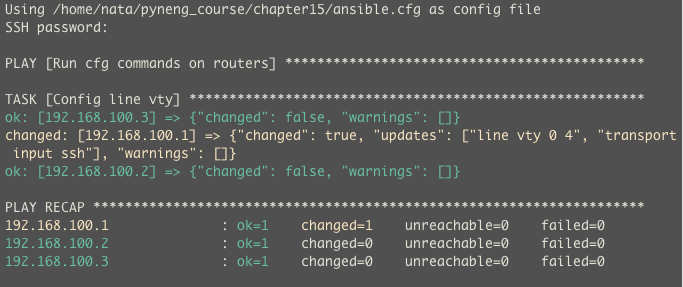 Using /home/nata/pyneng_course/chapter15/ansible.cfg as config file
SSH password:
PLAY [Run cfg commands on routers] *********************************************
TASK [Config line vty] *********************************************************
ok: [192.168.100.3] => {"changed": false, "warnings": []}
changed: [192.168.100.1] => {"changed": true, "updates": ["line vty 0 4", "transport
input ssh"], "warnings": []}
ok: [192.168.100.2] => {"changed": false, "warnings": []}
PLAY RECAP *********************************************************************
192.168.100.1 : ok=1 changed=1 unreachable=0 failed=0
192.168.100.2 : ok=1 changed=0 unreachable=0 failed=0
192.168.100.3 : ok=1 changed=0 unreachable=0 failed=0